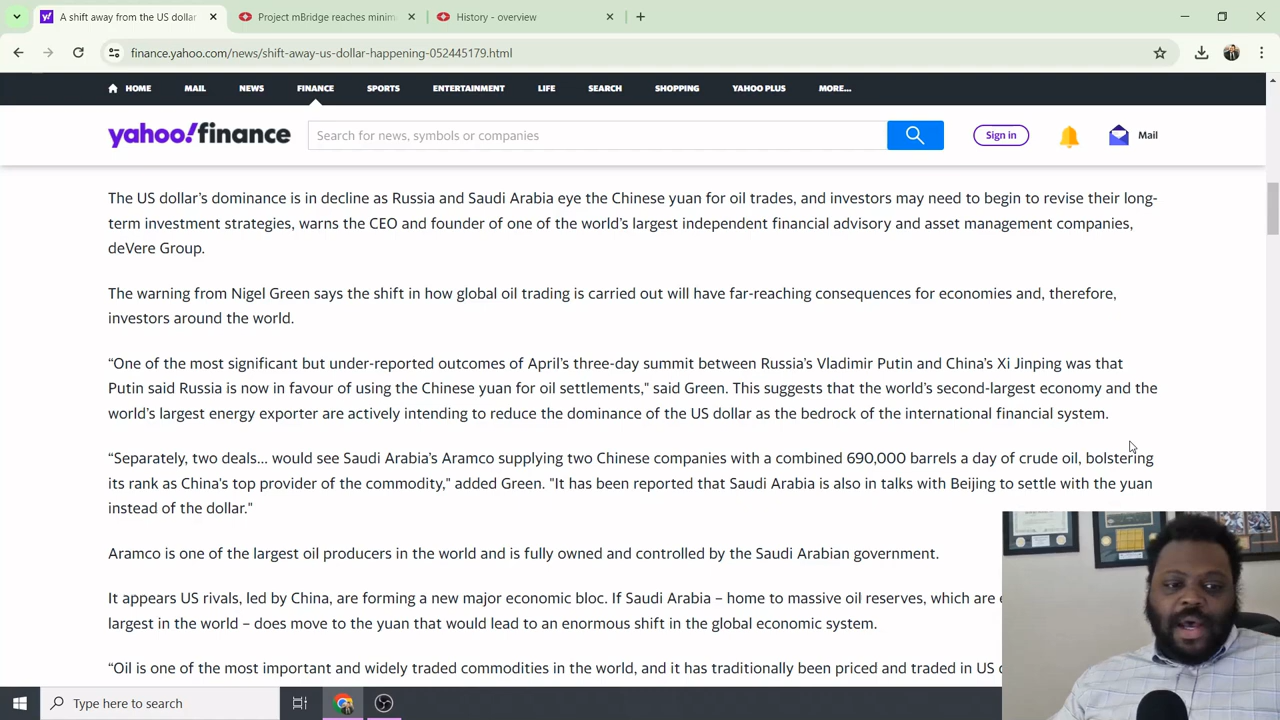 A shift away from the US dollar
Project mBridge reaches minim
History - overview
finance.yahoo.com/news/shift-away-us-dollar-happening-052445179.html
HOME MAIL NEWS FINANCE SPORTS ENTERTAINMENT LIFE SEARCH SHOPPING YAHOO PLUS MORE...
yahoo!finance
Search for news, symbols or companies
Sign in
Mail
The US dollar’s dominance is in decline as Russia and Saudi Arabia eye the Chinese yuan for oil trades, and investors may need to begin to revise their long-
term investment strategies, warns the CEO and founder of one of the world’s largest independent financial advisory and asset management companies,
deVere Group.
The warning from Nigel Green says the shift in how global oil trading is carried out will have far-reaching consequences for economies and, therefore,
investors around the world.
“One of the most significant but under-reported outcomes of April’s three-day summit between Russia’s Vladimir Putin and China’s Xi Jinping was that
Putin said Russia is now in favour of using the Chinese yuan for oil settlements," said Green. This suggests that the world’s second-largest economy and the
world’s largest energy exporter are actively intending to reduce the dominance of the US dollar as the bedrock of the international financial system.
“Separately, two deals... would see Saudi Arabia’s Aramco supplying two Chinese companies with a combined 690,000 barrels a day of crude oil, bolstering
its rank as China's top provider of the commodity," added Green. "It has been reported that Saudi Arabia is also in talks with Beijing to settle with the yuan
instead of the dollar."
Aramco is one of the largest oil producers in the world and is fully owned and controlled by the Saudi Arabian government.
It appears US rivals, led by China, are forming a new major economic bloc. If Saudi Arabia – home to massive oil reserves, which are
largest in the world – does move to the yuan that would lead to an enormous shift in the global economic system.
“Oil is one of the most important and widely traded commodities in the world, and it has traditionally been priced and traded in US
Type here to search